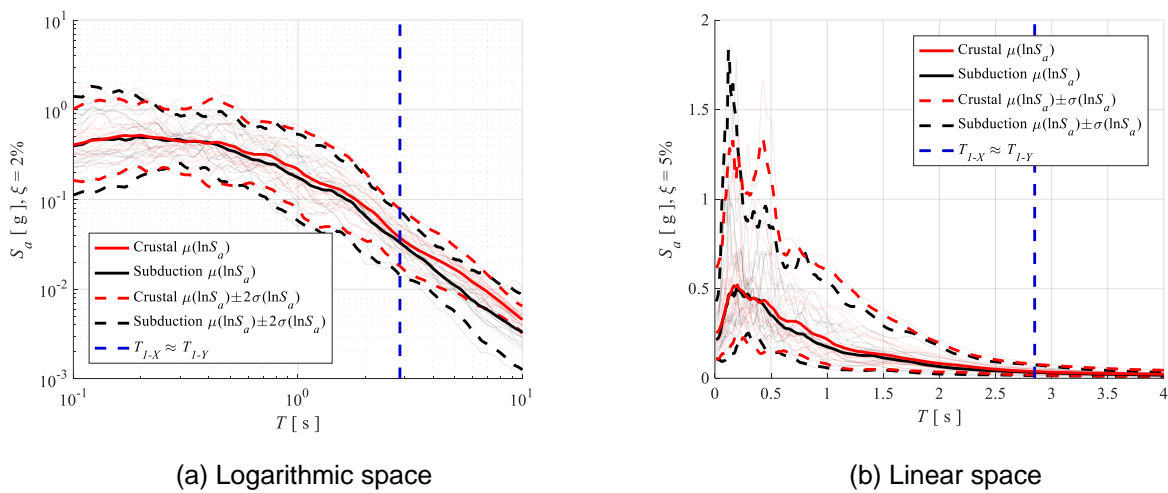 10^1
10^0
10^-1
10^-2
10^-3
S_a [ g ], ξ = 2%
Crustal μ(lnS_a)
Subduction μ(lnS_a)
Crustal μ(lnS_a)±2σ(lnS_a)
Subduction μ(lnS_a)±2σ(lnS_a)
T_1-X ≈ T_1-Y
10^-1 10^0 10^1
T [ s ]
(a) Logarithmic space
2
1.5
1
0.5
0
S_a [ g ], ξ = 5%
Crustal μ(lnS_a)
Subduction μ(lnS_a)
Crustal μ(lnS_a)±σ(lnS_a)
Subduction μ(lnS_a)±σ(lnS_a)
T_1-X ≈ T_1-Y
0 0.5 1 1.5 2 2.5 3 3.5 4
T [ s ]
(b) Linear space